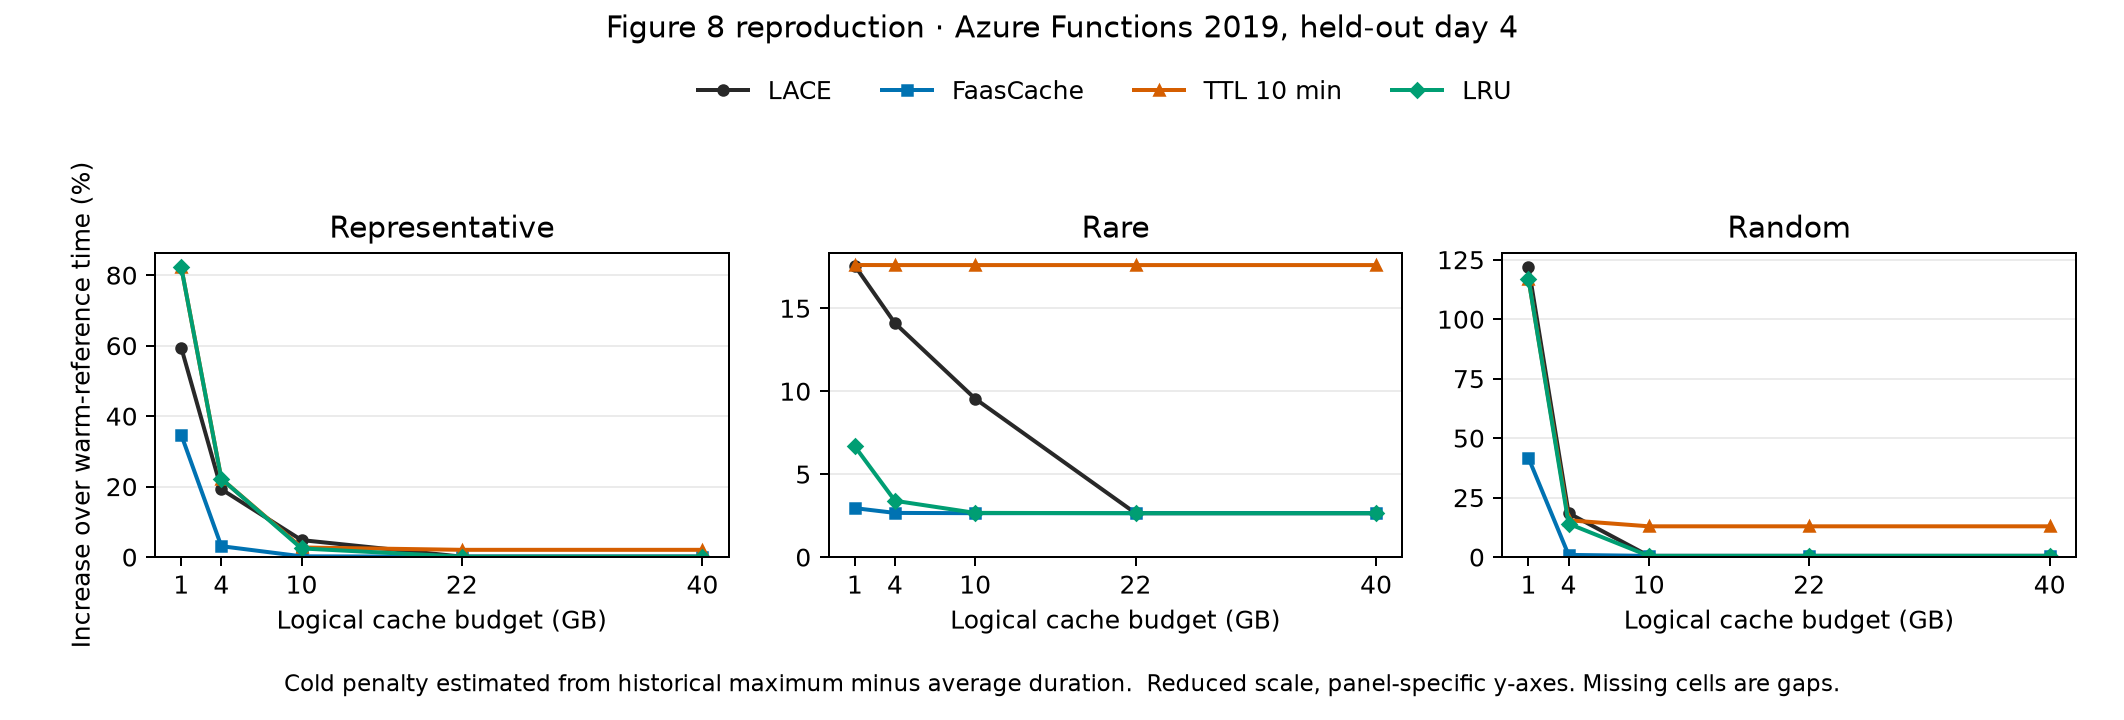 Figure 8 reproduction · Azure Functions 2019, held-out day 4
LACE FaasCache TTL 10 min LRU
Increase over warm-reference time (%)
Representative
80
60
40
20
0
1 4 10 22 40
Logical cache budget (GB)
Rare
15
10
5
0
1 4 10 22 40
Logical cache budget (GB)
Random
125
100
75
50
25
0
1 4 10 22 40
Logical cache budget (GB)
Cold penalty estimated from historical maximum minus average duration.  Reduced scale, panel-specific y-axes. Missing cells are gaps.